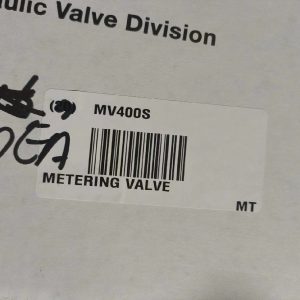 ulic Valve Division
MV400S
METERING VALVE
MT